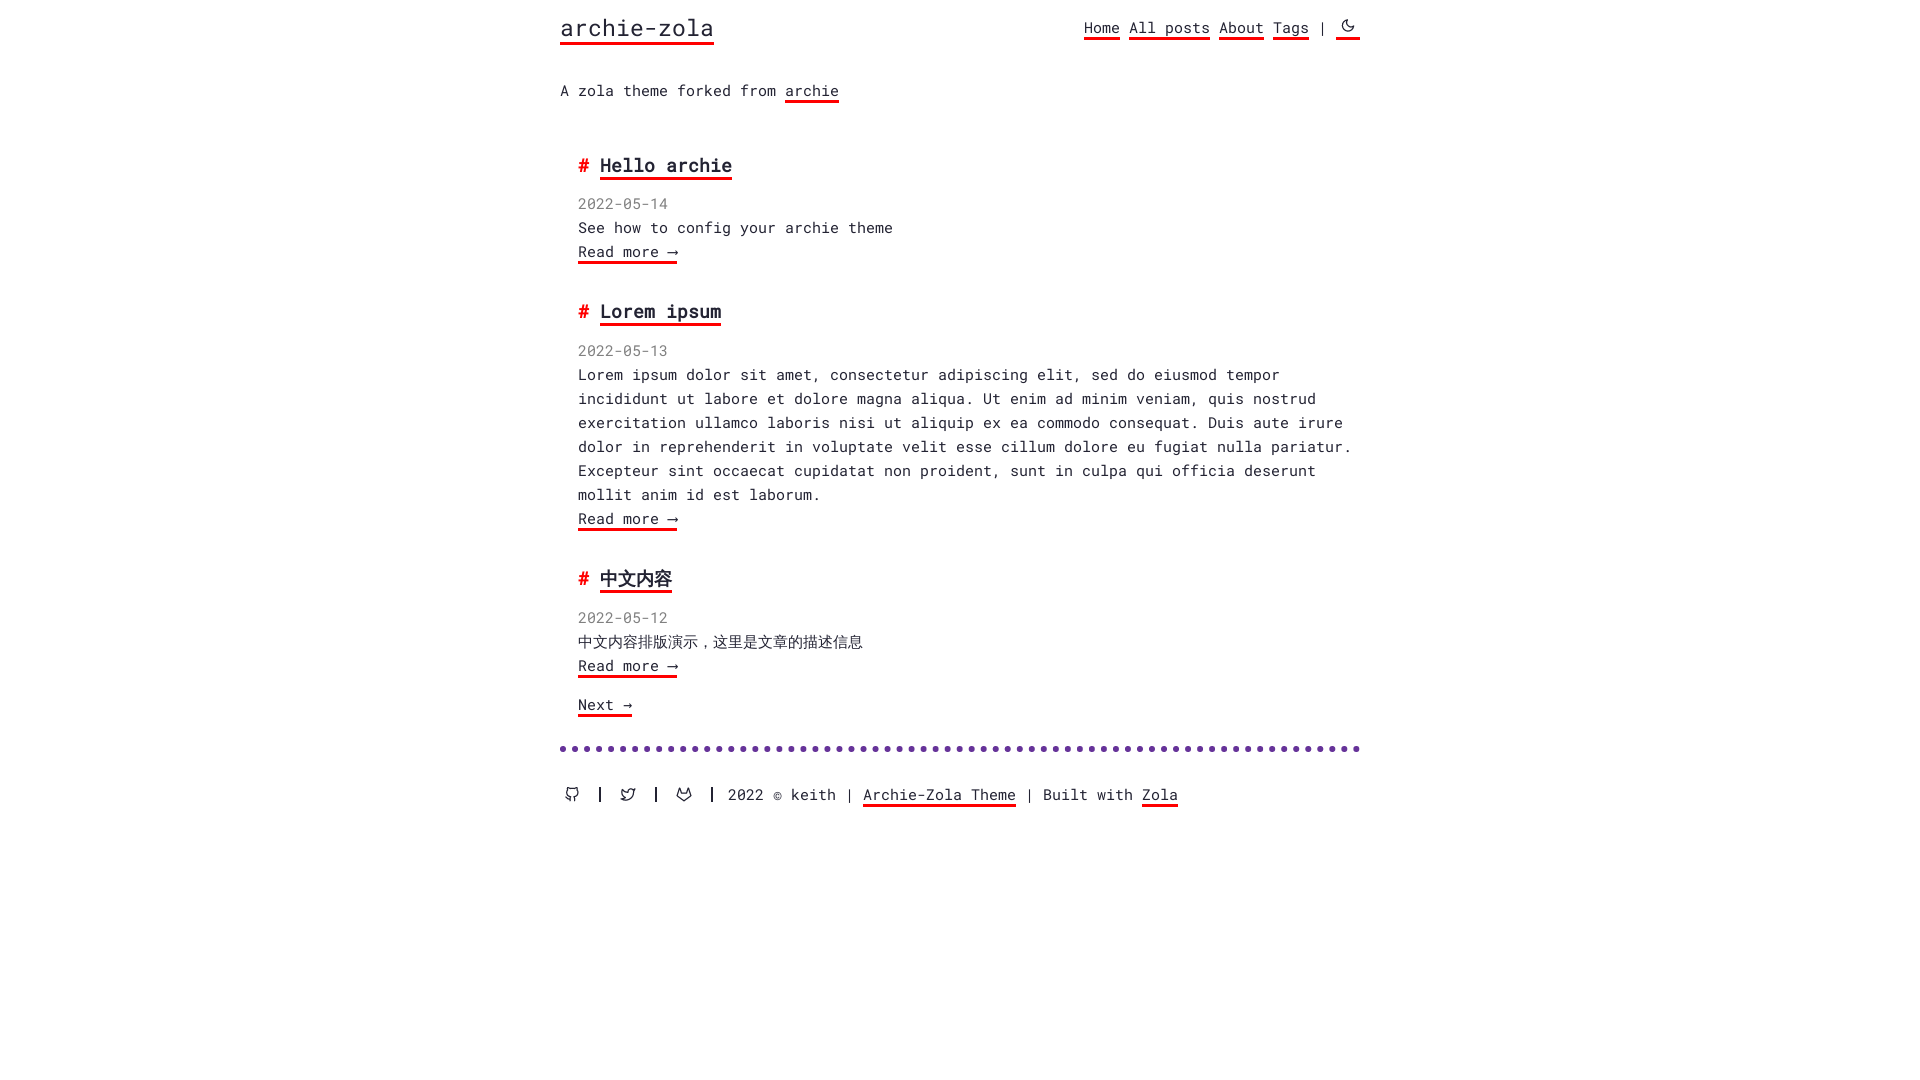 archie-zola
Home All posts About Tags |
A zola theme forked from archie
# Hello archie
2022-05-14
See how to config your archie theme
Read more ⟶
# Lorem ipsum
2022-05-13
Lorem ipsum dolor sit amet, consectetur adipiscing elit, sed do eiusmod tempor
incididunt ut labore et dolore magna aliqua. Ut enim ad minim veniam, quis nostrud
exercitation ullamco laboris nisi ut aliquip ex ea commodo consequat. Duis aute irure
dolor in reprehenderit in voluptate velit esse cillum dolore eu fugiat nulla pariatur.
Excepteur sint occaecat cupidatat non proident, sunt in culpa qui officia deserunt
mollit anim id est laborum.
Read more ⟶
# 中文内容
2022-05-12
中文内容排版演示，这里是文章的描述信息
Read more ⟶
Next →
2022 © keith | Archie-Zola Theme | Built with Zola